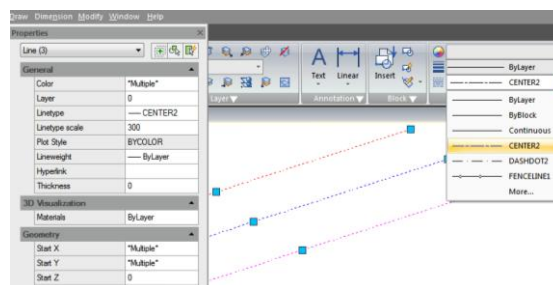 Draw Dimension Modify Window Help
Properties
Line (3)
General
Color "Multiple"
Layer 0
Linetype CENTER2
Linetype scale 300
Plot Style BYCOLOR
Lineweight ByLayer
Hyperlink
Thickness 0
3D Visualization
Materials ByLayer
Geometry
Start X "Multiple"
Start Y "Multiple"
Start Z 0
Text Linear Insert
Layer Annotation Block
ByLayer
CENTER2
ByLayer
ByBlock
Continuous
CENTER2
DASHDOT2
FENCELINE1
More...